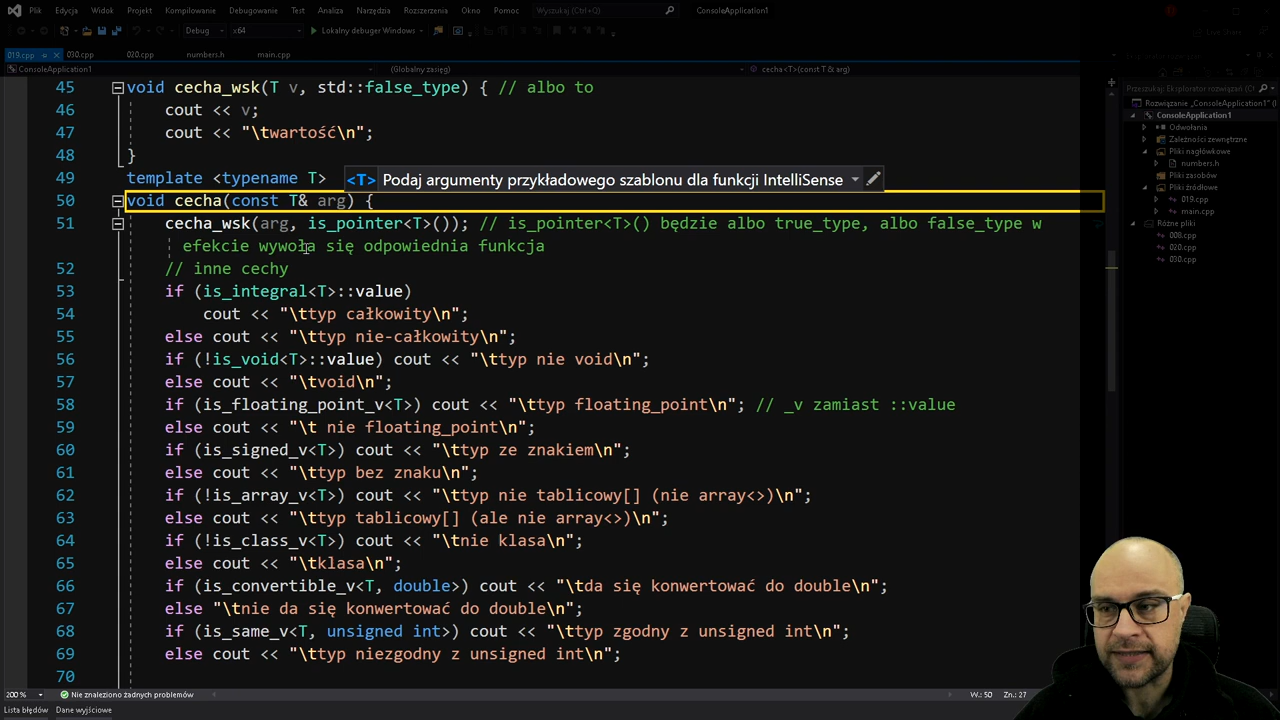 Plik Edycja Widok Projekt Kompilowanie Debugowanie Test Analiza Narzędzia Rozszerzenia Okno Pomoc Wyszukaj (Ctrl+Q) ConsoleApplication1
Debug x64 Lokalny debuger Windows
019.cpp 030.cpp 020.cpp numbers.h main.cpp
ConsoleApplication1 (Globalny zasięg) cecha<T>(const T & arg)
45 void cecha_wsk(T v, std::false_type) { // albo to
46 cout << v;
47 cout << "\twartość\n";
48 }
49 template <typename T>
<T> Podaj argumenty przykładowego szablonu dla funkcji IntelliSense
50 void cecha(const T& arg) {
51 cecha_wsk(arg, is_pointer<T>()); // is_pointer<T>() będzie albo true_type, albo false_type w
efekcie wywoła się odpowiednia funkcja
52 // inne cechy
53 if (is_integral<T>::value)
54 cout << "\ttyp całkowity\n";
55 else cout << "\ttyp nie-całkowity\n";
56 if (!is_void<T>::value) cout << "\ttyp nie void\n";
57 else cout << "\tvoid\n";
58 if (is_floating_point_v<T>) cout << "\ttyp floating_point\n"; // _v zamiast ::value
59 else cout << "\t nie floating_point\n";
60 if (is_signed_v<T>) cout << "\ttyp ze znakiem\n";
61 else cout << "\ttyp bez znaku\n";
62 if (!is_array_v<T>) cout << "\ttyp nie tablicowy[] (nie array<>)\n";
63 else cout << "\ttyp tablicowy[] (ale nie array<>)\n";
64 if (!is_class_v<T>) cout << "\tnie klasa\n";
65 else cout << "\tklasa\n";
66 if (is_convertible_v<T, double>) cout << "\tda się konwertować do double\n";
67 else "\tnie da się konwertować do double\n";
68 if (is_same_v<T, unsigned int>) cout << "\ttyp zgodny z unsigned int\n";
69 else cout << "\ttyp niezgodny z unsigned int\n";
70
200 % Nie znaleziono żadnych problemów W.: 50 Zn.: 27
Lista błędów Dane wyjściowe
Przeszukaj: Eksplorator rozwiązań (Ct
Rozwiązanie „ConsoleApplication1" (
ConsoleApplication1
Odwołania
Zależności zewnętrzne
Pliki nagłówkowe
numbers.h
Pliki zasobów
Pliki źródłowe
019.cpp
main.cpp
Różne pliki
008.cpp
020.cpp
030.cpp